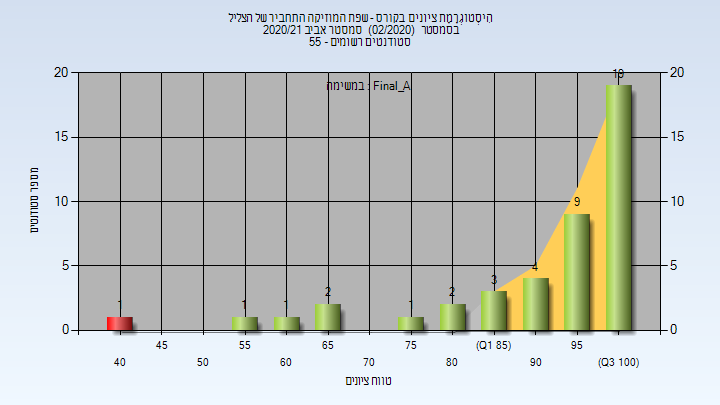 הִיסְטוֹגְרָמַת ציונים בקורס - שפת המוזיקה התחביר של הצליל
בסמסטר (02/2020) סמסטר אביב 2020/21
סטודנטים רשומים - 55
במשימה : Final_A
מספר סטודנטים
20 20
15 15
10 10
5 5
0 0
1 1 1 2 1 2 3 4 9 19
45 55 65 75 (Q1 85) 95
40 50 60 70 80 90 (Q3 100)
טווח ציונים